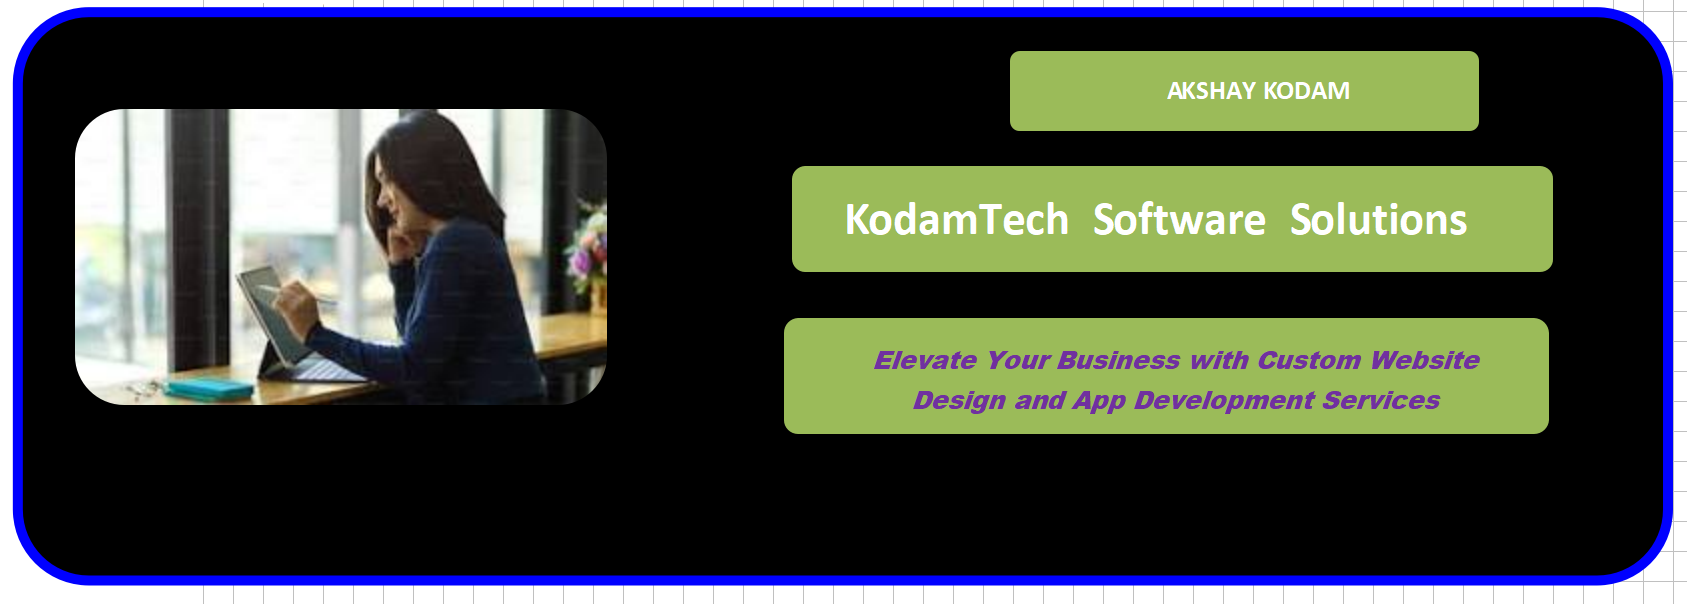 AKSHAY KODAM
KodamTech Software Solutions
Elevate Your Business with Custom Website
Design and App Development Services